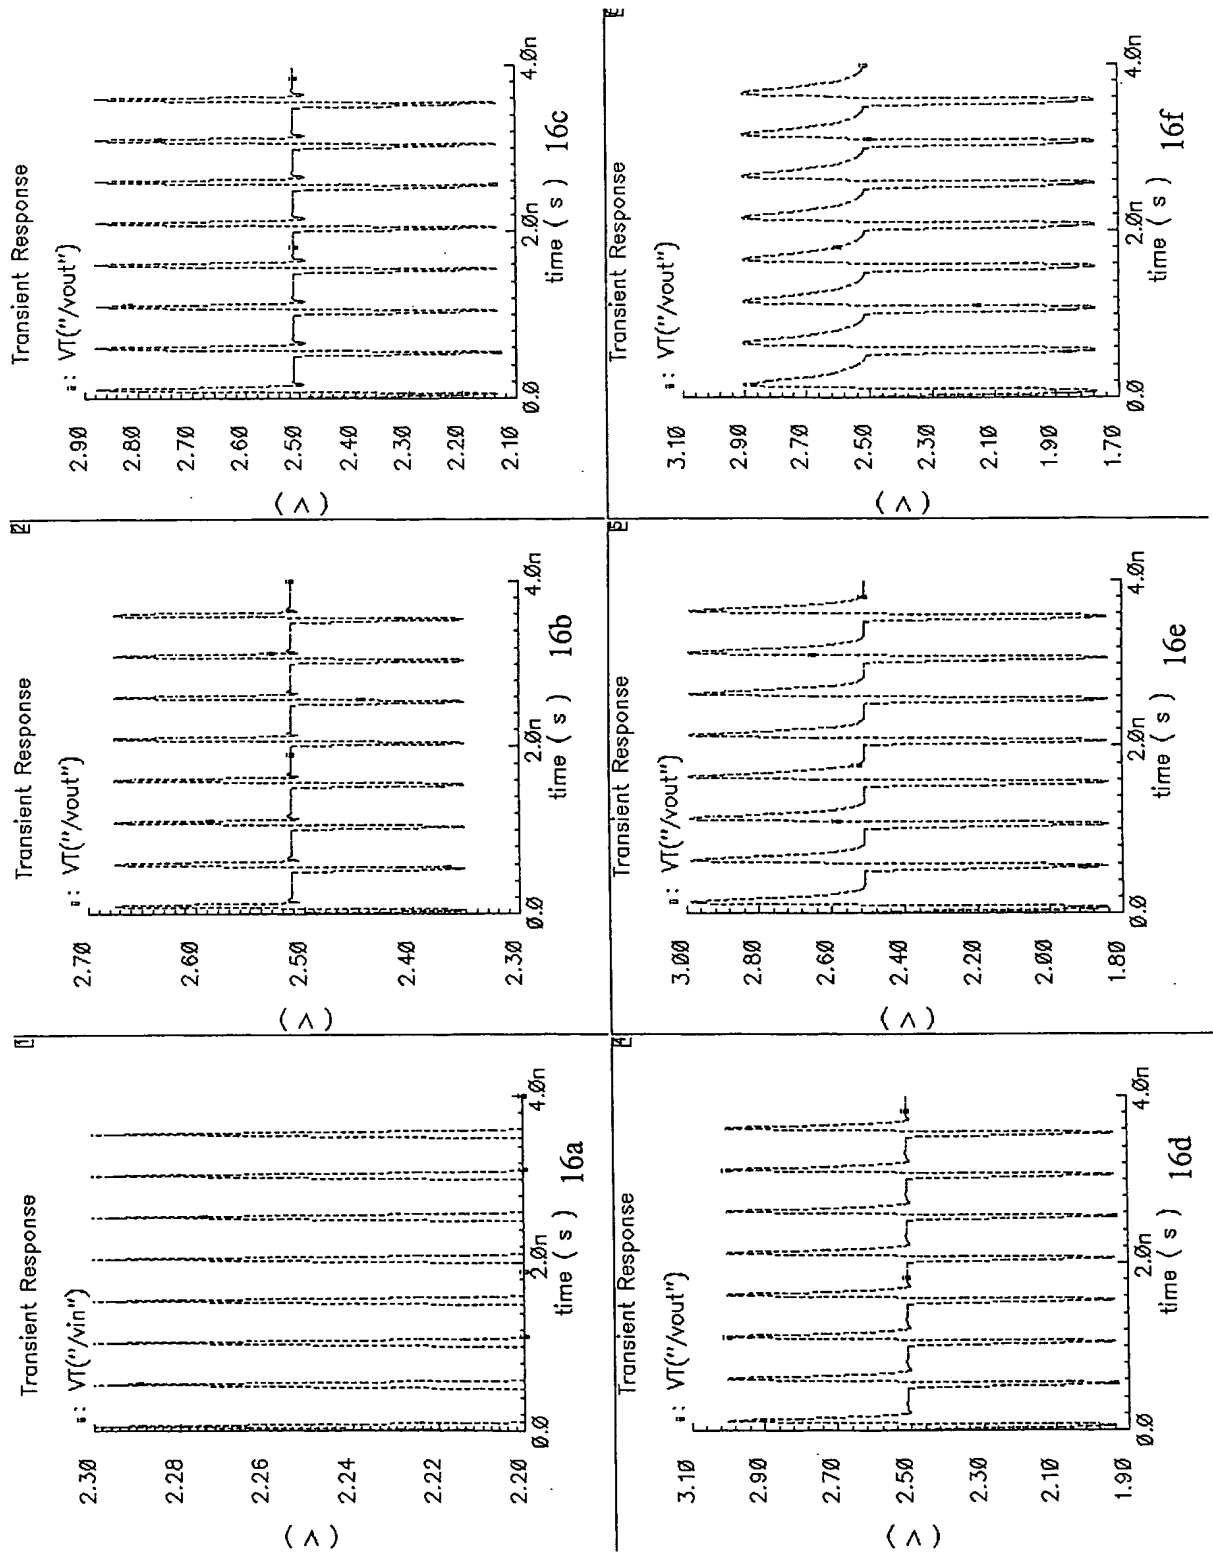 1
Transient Response
▫: VT("/vin")
2.30
2.28
2.26
2.24
2.22
2.20
( V )
0.0
2.0n
4.0n
time ( s )
16a
2
Transient Response
▫: VT("/vout")
2.70
2.60
2.50
2.40
2.30
( V )
0.0
2.0n
4.0n
time ( s )
16b
Transient Response
▫: VT("/vout")
2.90
2.80
2.70
2.60
2.50
2.40
2.30
2.20
2.10
( V )
0.0
2.0n
4.0n
time ( s )
16c
4
Transient Response
▫: VT("/vout")
3.10
2.90
2.70
2.50
2.30
2.10
1.90
( V )
0.0
2.0n
4.0n
time ( s )
16d
5
Transient Response
▫: VT("/vout")
3.00
2.80
2.60
2.40
2.20
2.00
1.80
( V )
0.0
2.0n
4.0n
time ( s )
16e
Transient Response
▫: VT("/vout")
3.10
2.90
2.70
2.50
2.30
2.10
1.90
1.70
( V )
0.0
2.0n
4.0n
time ( s )
16f